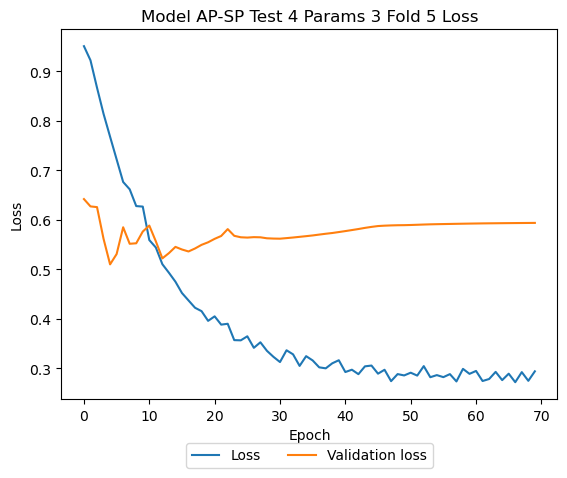 Model AP-SP Test 4 Params 3 Fold 5 Loss
0.9
0.8
0.7
0.6
0.5
0.4
0.3
Loss
0 10 20 30 40 50 60 70
Epoch
Loss Validation loss